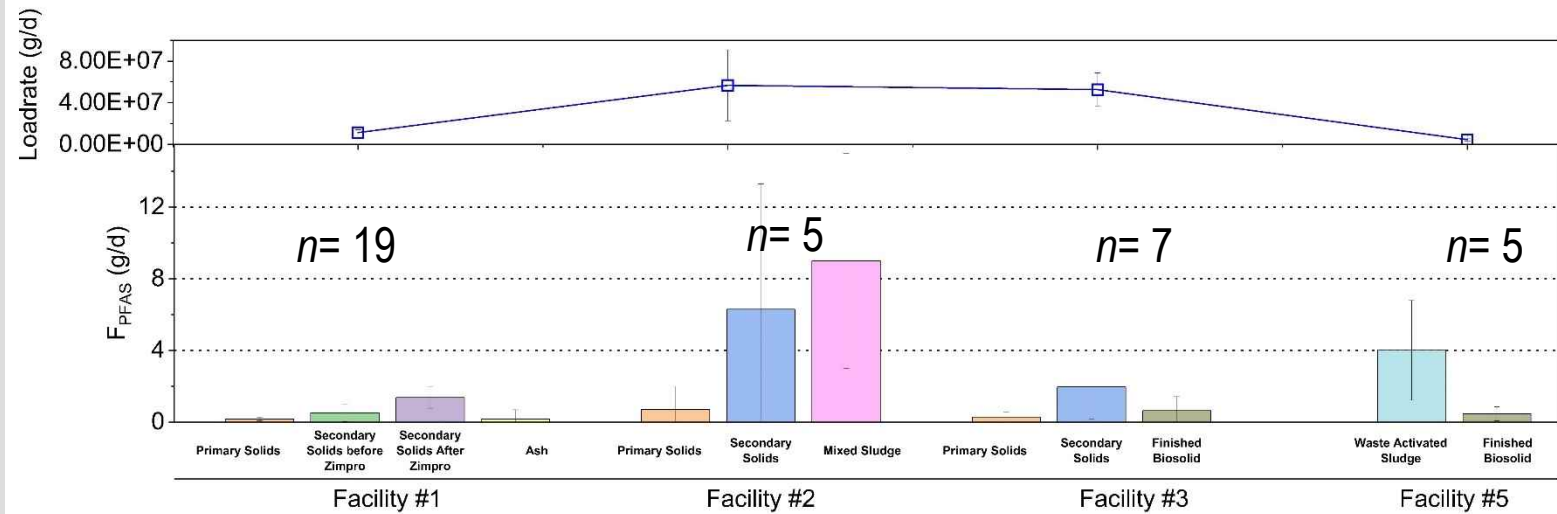 Loadrate (g/d)
8.00E+07
4.00E+07
0.00E+00
F_PFAS (g/d)
12
8
4
0
n= 19
n= 5
n= 7
n= 5
Primary Solids
Secondary
Solids before
Zimpro
Secondary
Solids After
Zimpro
Ash
Primary Solids
Secondary
Solids
Mixed Sludge
Primary Solids
Secondary
Solids
Finished
Biosolid
Waste Activated
Sludge
Finished
Biosolid
Facility #1
Facility #2
Facility #3
Facility #5